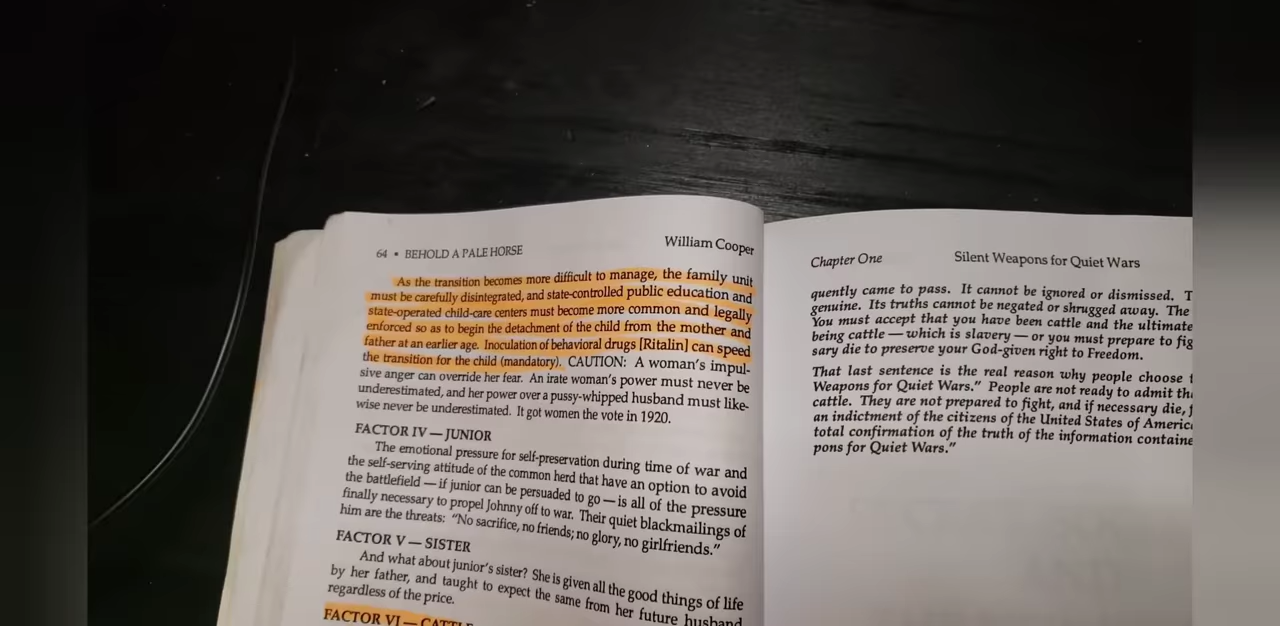 64 • BEHOLD A PALE HORSE
William Cooper
As the transition becomes more difficult to manage, the family unit
must be carefully disintegrated, and state-controlled public education and
state-operated child-care centers must become more common and legally
enforced so as to begin the detachment of the child from the mother and
father at an earlier age. Inoculation of behavioral drugs [Ritalin] can speed
the transition for the child (mandatory). CAUTION: A woman's impul-
sive anger can override her fear. An irate woman's power must never be
underestimated, and her power over a pussy-whipped husband must like-
wise never be underestimated. It got women the vote in 1920.
FACTOR IV — JUNIOR
The emotional pressure for self-preservation during time of war and
the self-serving attitude of the common herd that have an option to avoid
the battlefield — if junior can be persuaded to go — is all of the pressure
finally necessary to propel Johnny off to war. Their quiet blackmailings of
him are the threats: "No sacrifice, no friends; no glory, no girlfriends."
FACTOR V — SISTER
And what about junior's sister? She is given all the good things of life
by her father, and taught to expect the same from her future husband
regardless of the price.
FACTOR VI — CATTLE
Chapter One
Silent Weapons for Quiet Wars
quently came to pass. It cannot be ignored or dismissed. T
genuine. Its truths cannot be negated or shrugged away. The
You must accept that you have been cattle and the ultimate
being cattle — which is slavery — or you must prepare to fig
sary die to preserve your God-given right to Freedom.
That last sentence is the real reason why people choose t
Weapons for Quiet Wars." People are not ready to admit tha
cattle. They are not prepared to fight, and if necessary die, f
an indictment of the citizens of the United States of Americ
total confirmation of the truth of the information containe
pons for Quiet Wars."